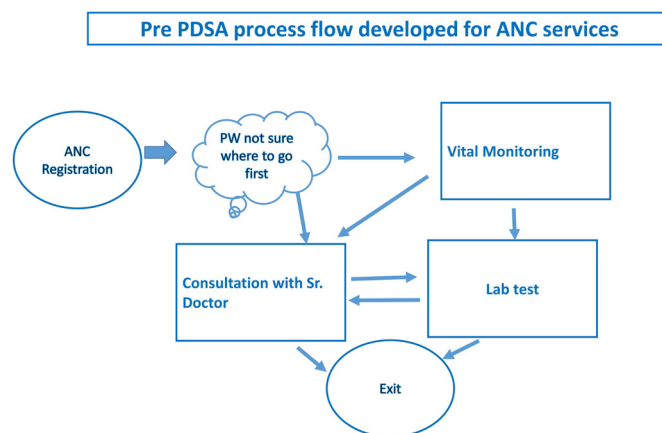 Pre PDSA process flow developed for ANC services
ANC
Registration
PW not sure
where to go
first
Vital Monitoring
Consultation with Sr.
Doctor
Lab test
Exit